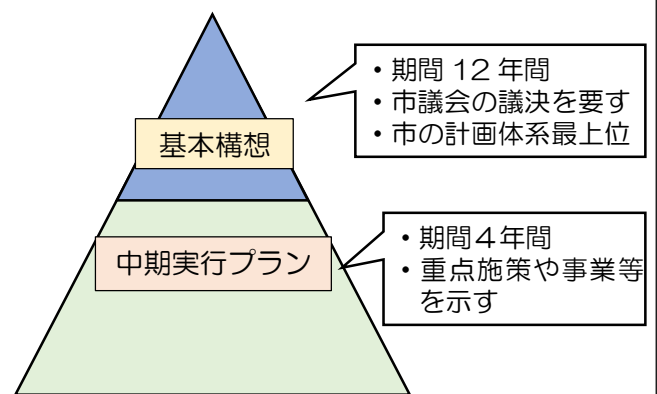 ・期間 12 年間
・市議会の議決を要す
・市の計画体系最上位
基本構想
・期間４年間
・重点施策や事業等
を示す
中期実行プラン